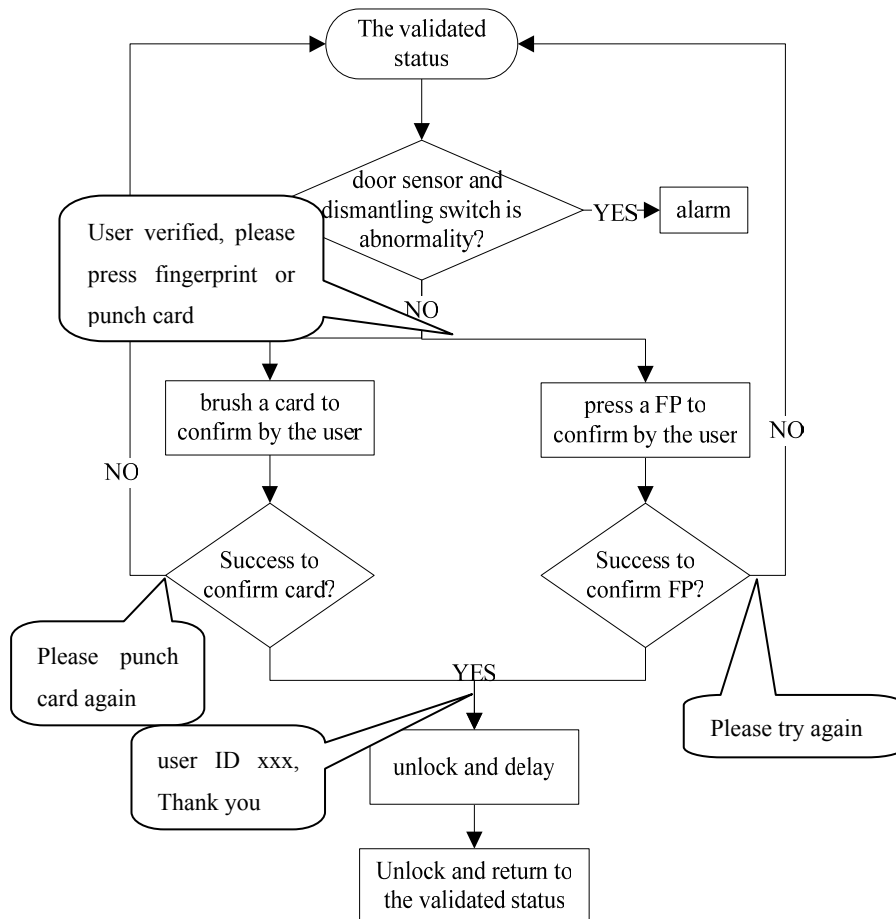 The validated
status
door sensor and
dismantling switch is
abnormality?
YES
alarm
User verified, please
press fingerprint or
punch card
NO
brush a card to
confirm by the user
press a FP to
confirm by the user
NO
NO
Success to
confirm card?
Success to
confirm FP?
Please punch
card again
YES
Please try again
user ID xxx,
Thank you
unlock and delay
Unlock and return to
the validated status